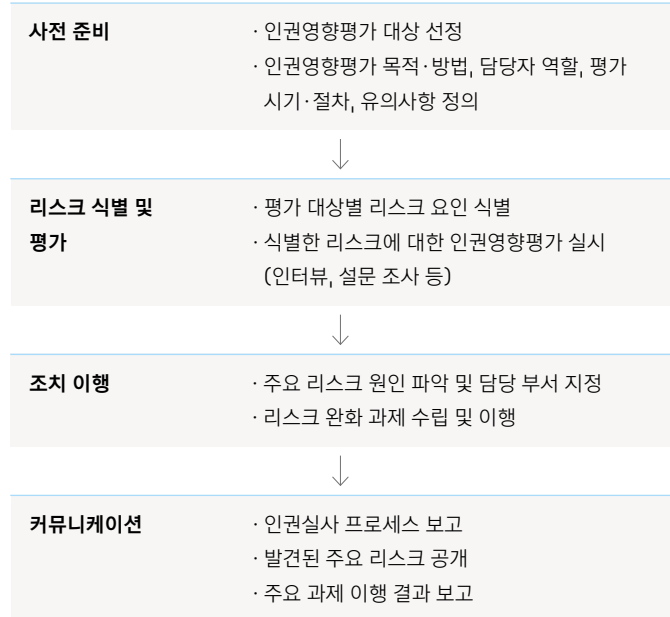 사전 준비
· 인권영향평가 대상 선정
· 인권영향평가 목적·방법, 담당자 역할, 평가
시기·절차, 유의사항 정의
리스크 식별 및
평가
· 평가 대상별 리스크 요인 식별
· 식별한 리스크에 대한 인권영향평가 실시
(인터뷰, 설문 조사 등)
조치 이행
· 주요 리스크 원인 파악 및 담당 부서 지정
· 리스크 완화 과제 수립 및 이행
커뮤니케이션
· 인권실사 프로세스 보고
· 발견된 주요 리스크 공개
· 주요 과제 이행 결과 보고